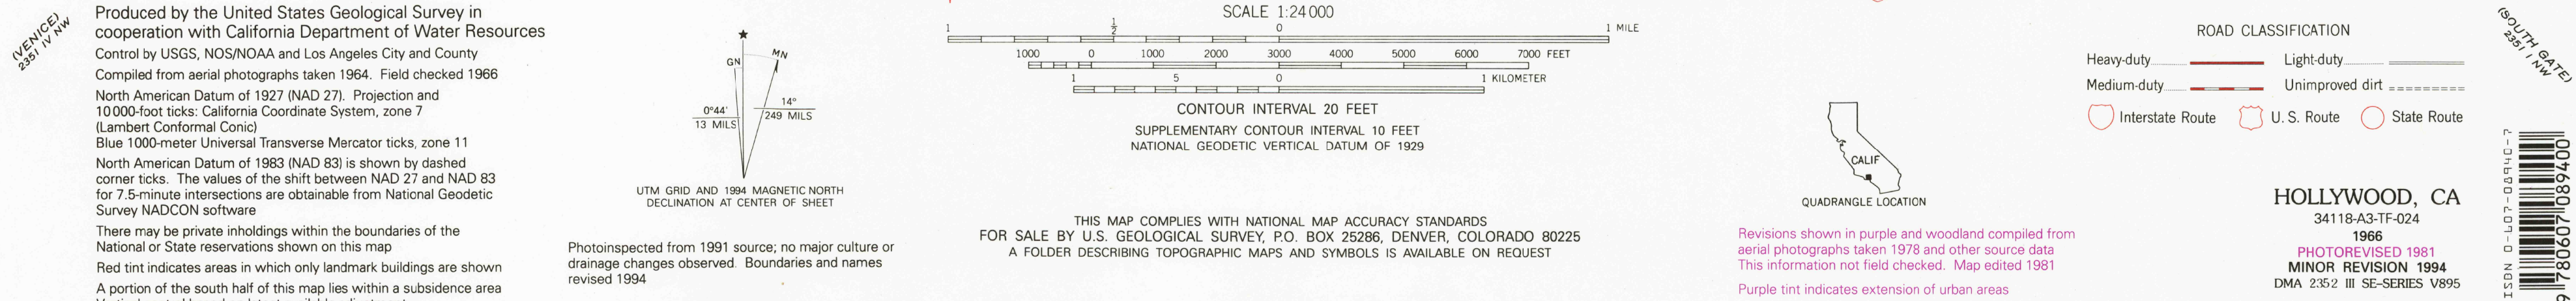 (VENICE)
2351 IV NW
Produced by the United States Geological Survey in
cooperation with California Department of Water Resources
Control by USGS, NOS/NOAA and Los Angeles City and County
Compiled from aerial photographs taken 1964. Field checked 1966
North American Datum of 1927 (NAD 27). Projection and
10 000-foot ticks: California Coordinate System, zone 7
(Lambert Conformal Conic)
Blue 1000-meter Universal Transverse Mercator ticks, zone 11
North American Datum of 1983 (NAD 83) is shown by dashed
corner ticks. The values of the shift between NAD 27 and NAD 83
for 7.5-minute intersections are obtainable from National Geodetic
Survey NADCON software
There may be private inholdings within the boundaries of the
National or State reservations shown on this map
Red tint indicates areas in which only landmark buildings are shown
A portion of the south half of this map lies within a subsidence area
★
GN
MN
0°44′
13 MILS
14°
249 MILS
UTM GRID AND 1994 MAGNETIC NORTH
DECLINATION AT CENTER OF SHEET
Photoinspected from 1991 source; no major culture or
drainage changes observed. Boundaries and names
revised 1994
SCALE 1:24 000
1 ½ 0 1 MILE
1000 0 1000 2000 3000 4000 5000 6000 7000 FEET
1 5 0 1 KILOMETER
CONTOUR INTERVAL 20 FEET
SUPPLEMENTARY CONTOUR INTERVAL 10 FEET
NATIONAL GEODETIC VERTICAL DATUM OF 1929
THIS MAP COMPLIES WITH NATIONAL MAP ACCURACY STANDARDS
FOR SALE BY U.S. GEOLOGICAL SURVEY, P.O. BOX 25286, DENVER, COLORADO 80225
A FOLDER DESCRIBING TOPOGRAPHIC MAPS AND SYMBOLS IS AVAILABLE ON REQUEST
CALIF
QUADRANGLE LOCATION
Revisions shown in purple and woodland compiled from
aerial photographs taken 1978 and other source data
This information not field checked. Map edited 1981
Purple tint indicates extension of urban areas
ROAD CLASSIFICATION
Heavy-duty Light-duty
Medium-duty Unimproved dirt
Interstate Route U. S. Route State Route
HOLLYWOOD, CA
34118-A3-TF-024
1966
PHOTOREVISED 1981
MINOR REVISION 1994
DMA 2352 III SE-SERIES V895
(SOUTH GATE)
2351 I NW
ISBN 0-607-08940-7
9 780607 089400